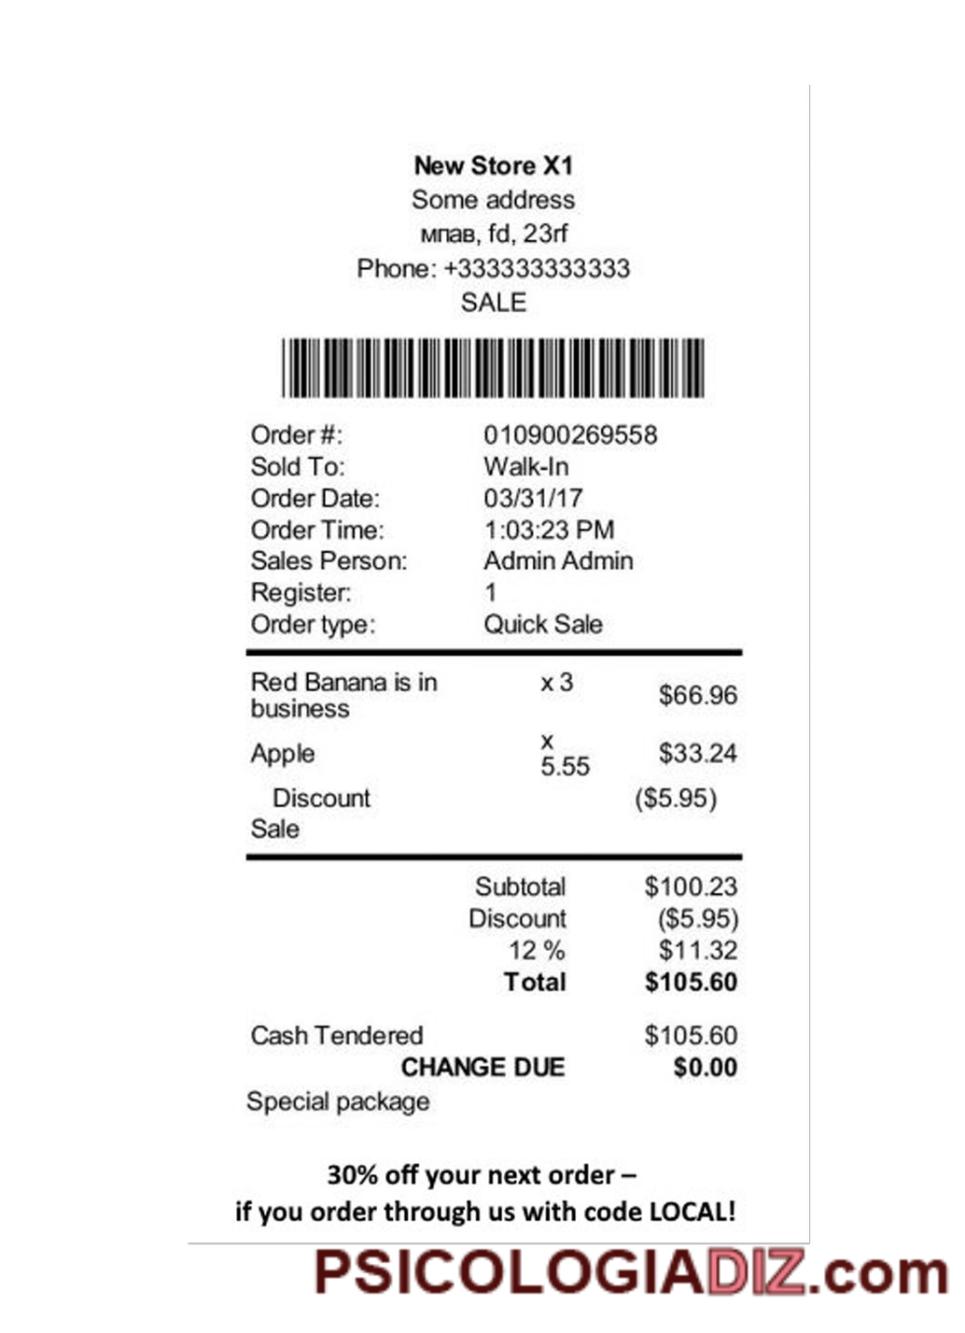 New Store X1
Some address
мпав, fd, 23rf
Phone: +333333333333
SALE
Order #: 010900269558
Sold To: Walk-In
Order Date: 03/31/17
Order Time: 1:03:23 PM
Sales Person: Admin Admin
Register: 1
Order type: Quick Sale
Red Banana is in business x 3 $66.96
Apple x 5.55 $33.24
Discount ($5.95)
Sale
Subtotal $100.23
Discount ($5.95)
12 % $11.32
Total $105.60
Cash Tendered $105.60
CHANGE DUE $0.00
Special package
30% off your next order –
if you order through us with code LOCAL!
PSICOLOGIADIZ.com